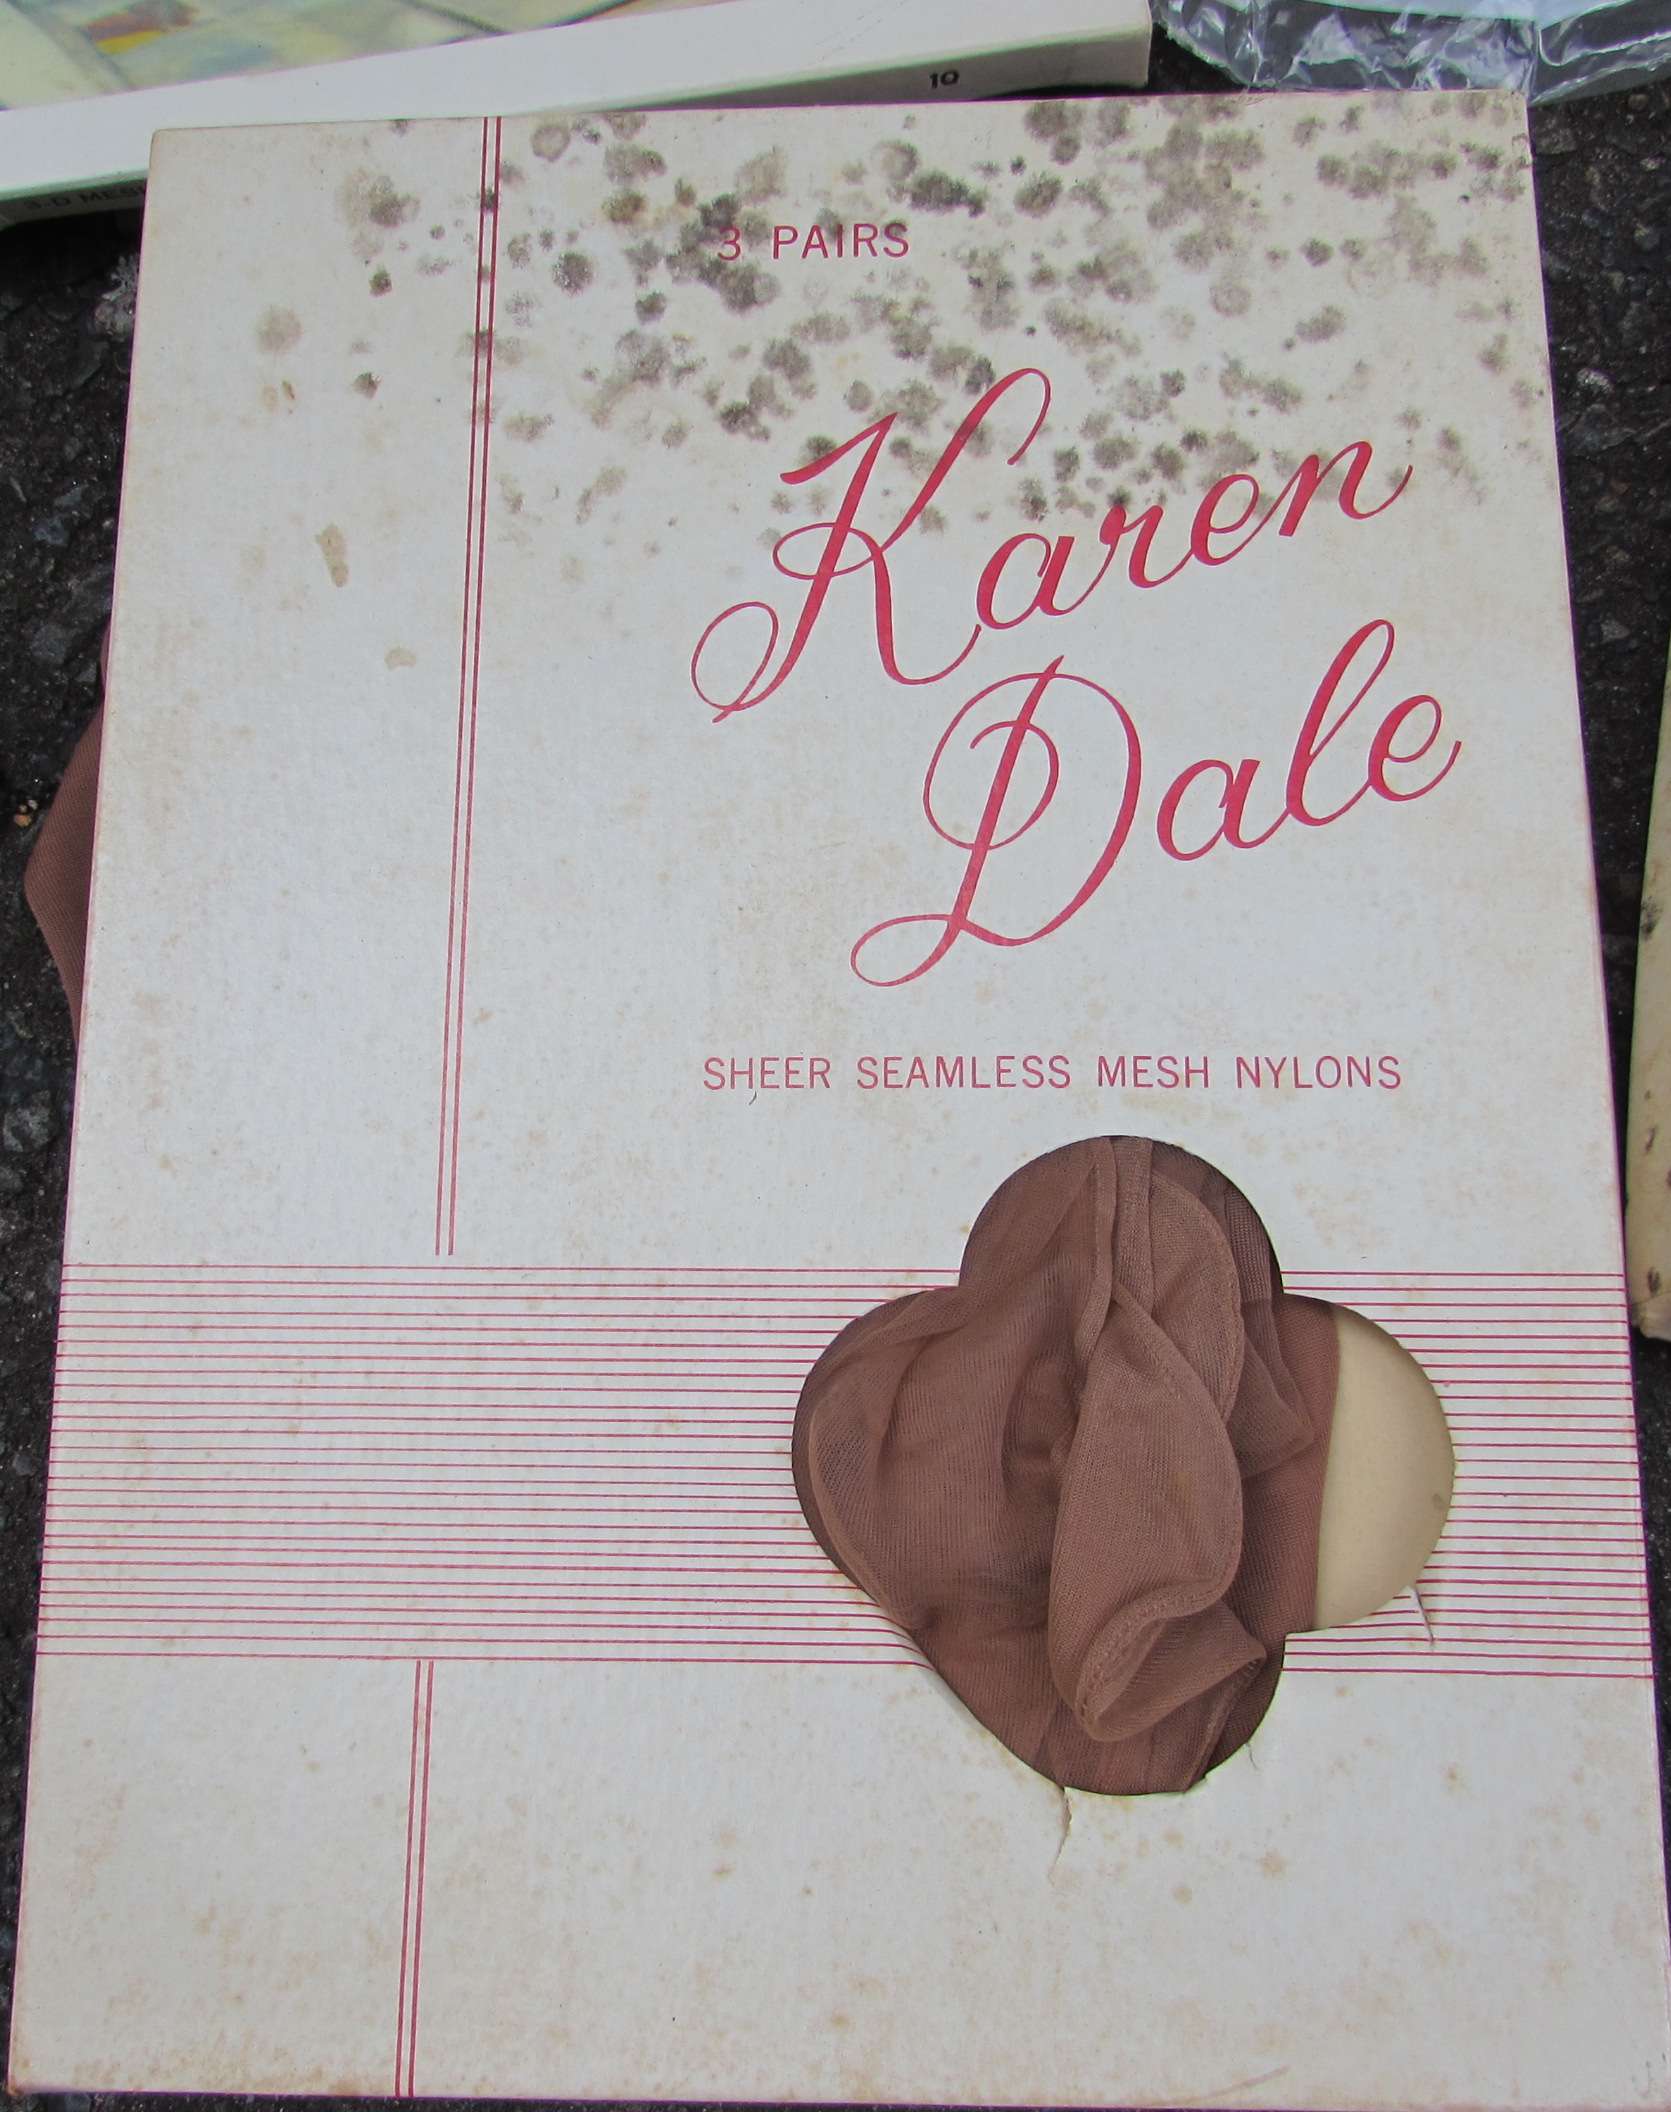 10
3 PAIRS
Karen
Dale
SHEER SEAMLESS MESH NYLONS